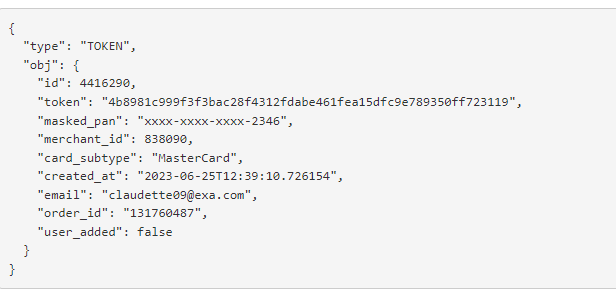 {
  "type": "TOKEN",
  "obj": {
    "id": 4416290,
    "token": "4b8981c999f3f3bac28f4312fdabe461fea15dfc9e789350ff723119",
    "masked_pan": "xxxx-xxxx-xxxx-2346",
    "merchant_id": 838090,
    "card_subtype": "MasterCard",
    "created_at": "2023-06-25T12:39:10.726154",
    "email": "claudette09@exa.com",
    "order_id": "131760487",
    "user_added": false
  }
}